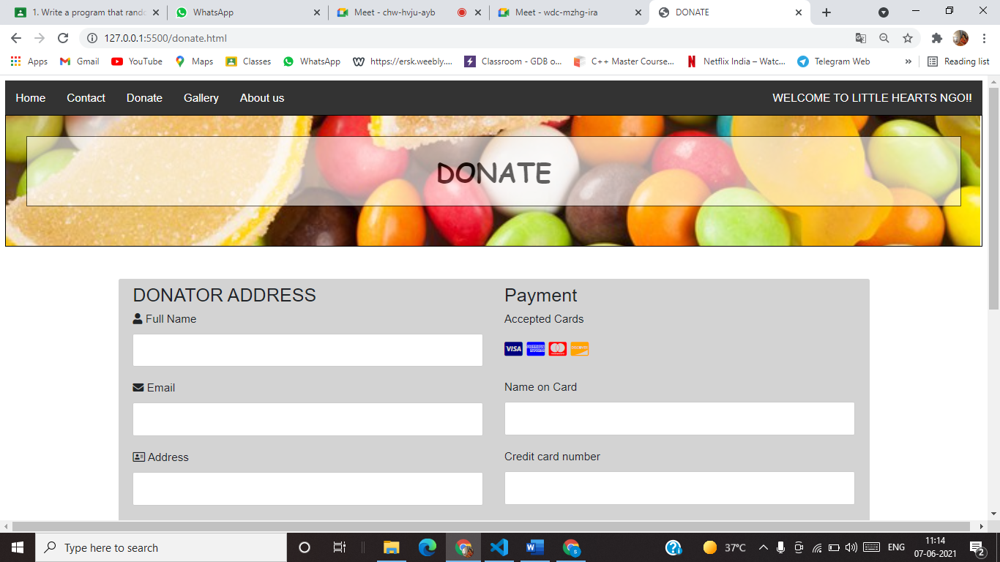 1. Write a program that rando
WhatsApp
Meet - chw-hvju-ayb
Meet - wdc-mzhg-ira
DONATE
127.0.0.1:5500/donate.html
Apps
Gmail
YouTube
Maps
Classes
WhatsApp
https://ersk.weebly....
Classroom - GDB o...
C++ Master Course...
Netflix India – Watc...
Telegram Web
»
Reading list
Home Contact Donate Gallery About us WELCOME TO LITTLE HEARTS NGO!!
DONATE
DONATOR ADDRESS
Full Name
Email
Address
Payment
Accepted Cards
VISA
Name on Card
Credit card number
Type here to search
37°C
ENG
11:14
07-06-2021
2